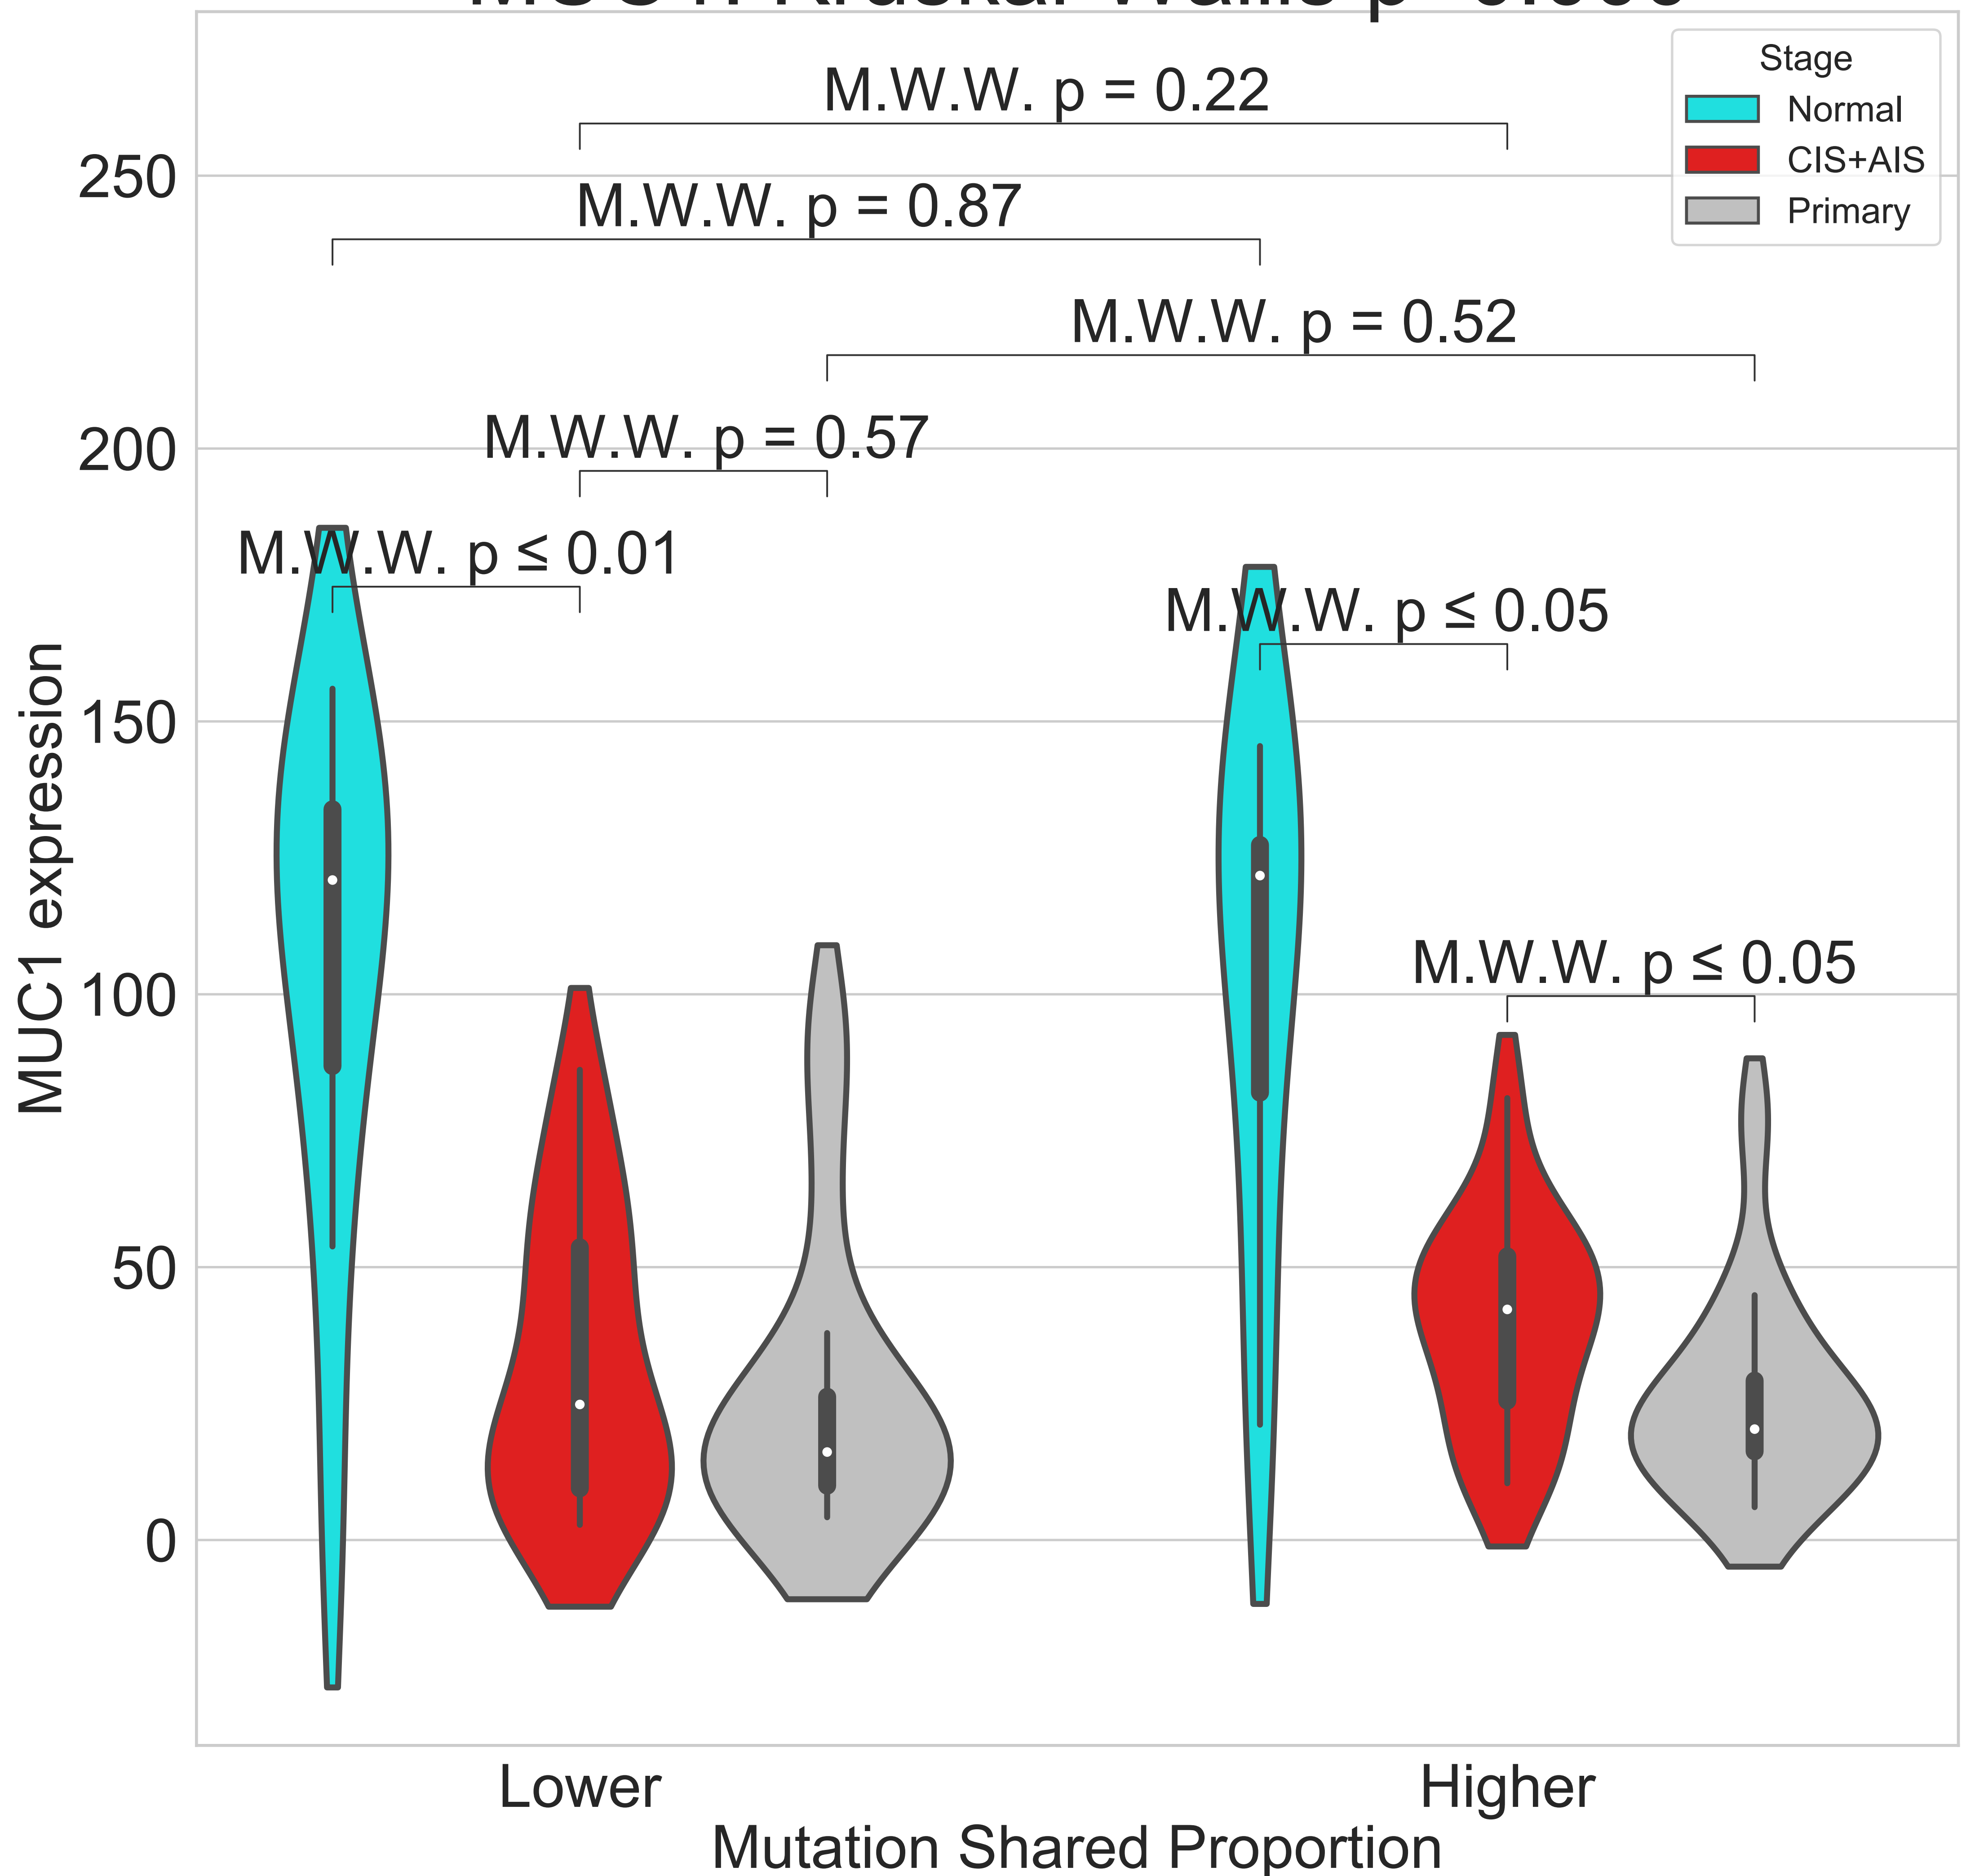 Stage
Normal
CIS+AIS
Primary
M.W.W. p = 0.22
M.W.W. p = 0.87
M.W.W. p = 0.52
M.W.W. p = 0.57
M.W.W. p ≤ 0.01
M.W.W. p ≤ 0.05
M.W.W. p ≤ 0.05
250
200
150
100
50
0
MUC1 expression
Lower
Higher
Mutation Shared Proportion